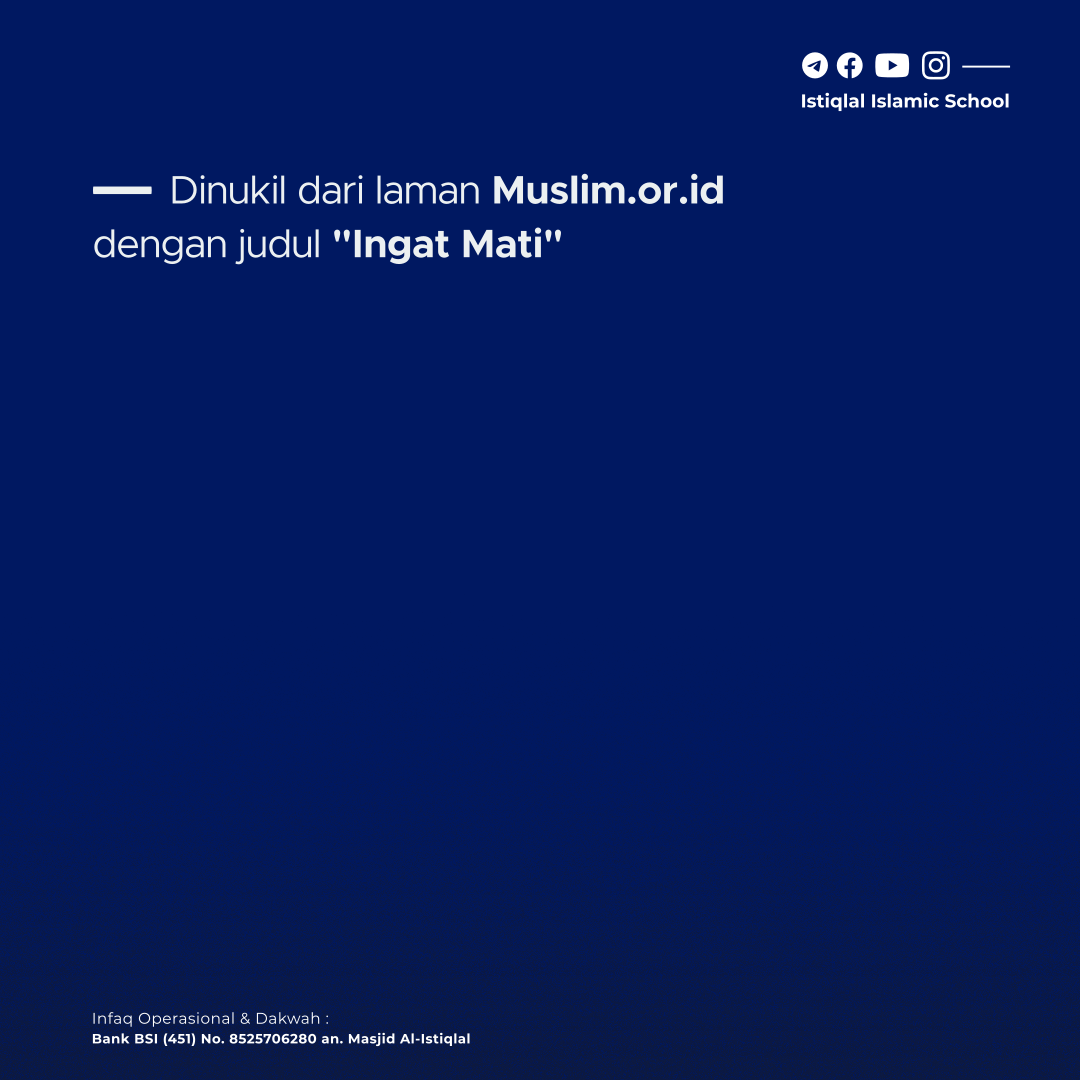 Istiqlal Islamic School
Dinukil dari laman Muslim.or.id
dengan judul "Ingat Mati"
Infaq Operasional & Dakwah :
Bank BSI (451) No. 8525706280 an. Masjid Al-Istiqlal